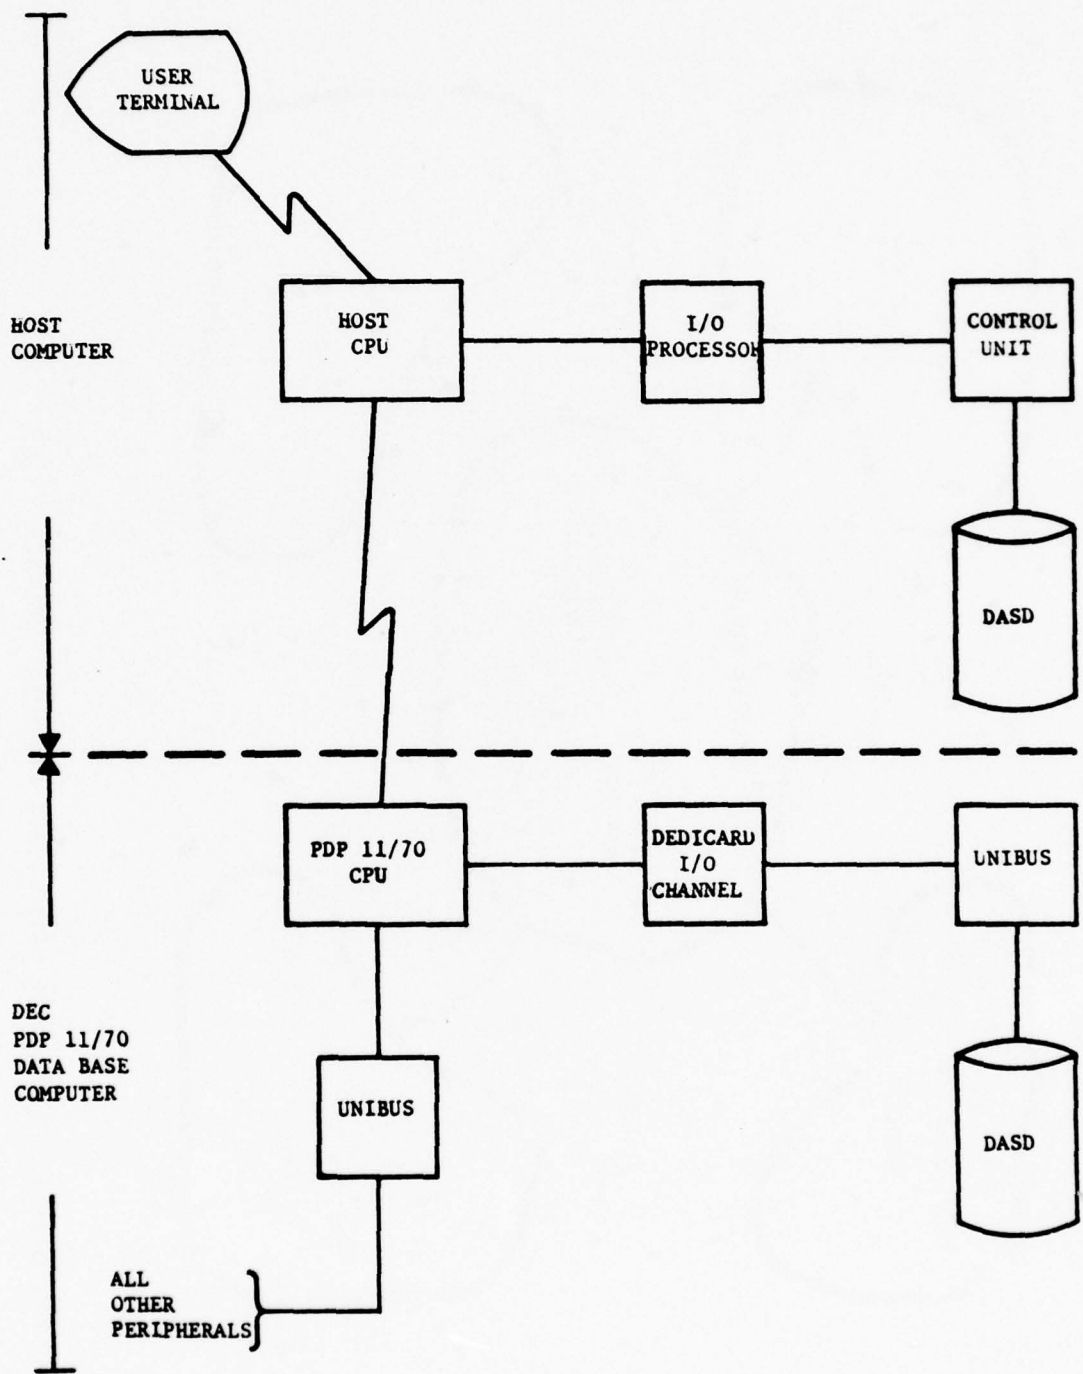 USER
TERMINAL
HOST
COMPUTER
HOST
CPU
I/O
PROCESSOR
CONTROL
UNIT
DASD
PDP 11/70
CPU
DEDICARD
I/O
CHANNEL
UNIBUS
DEC
PDP 11/70
DATA BASE
COMPUTER
UNIBUS
DASD
ALL
OTHER
PERIPHERALS